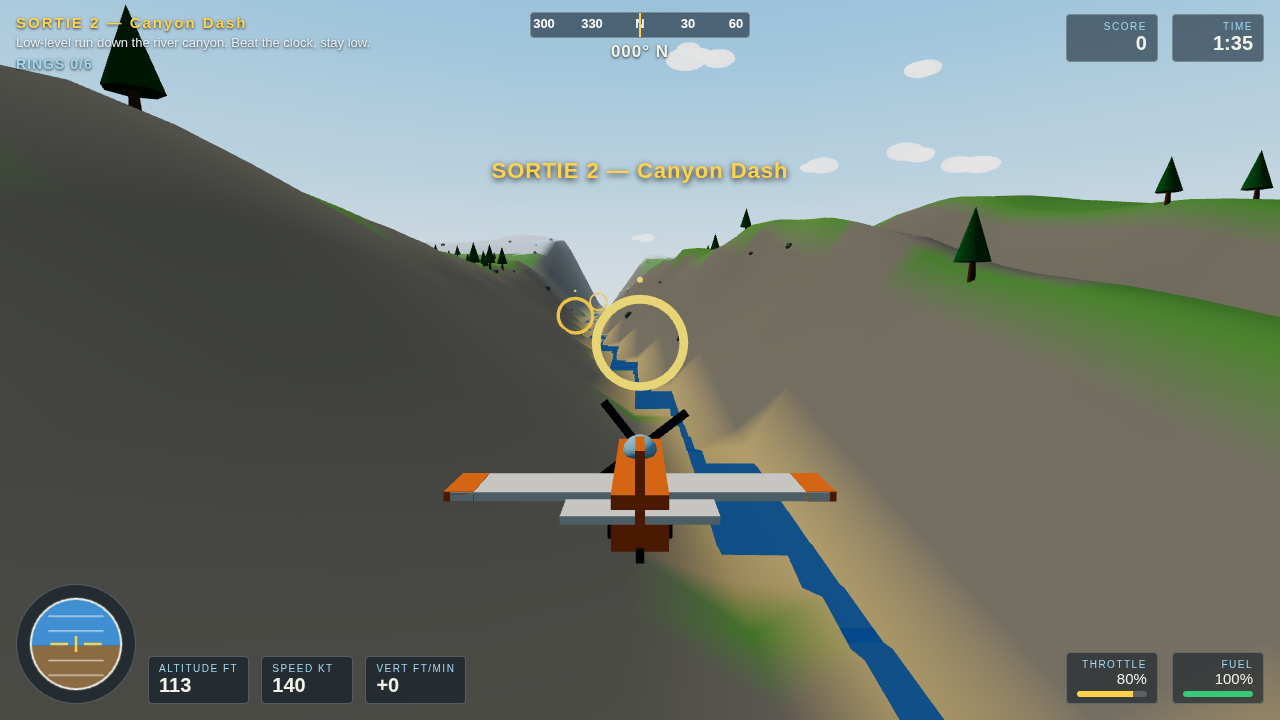 SORTIE 2 — Canyon Dash
Low-level run down the river canyon. Beat the clock, stay low.
RINGS 0/6
300 330 N 30 60
000° N
SCORE
0
TIME
1:35
SORTIE 2 — Canyon Dash
ALTITUDE FT
113
SPEED KT
140
VERT FT/MIN
+0
THROTTLE
80%
FUEL
100%